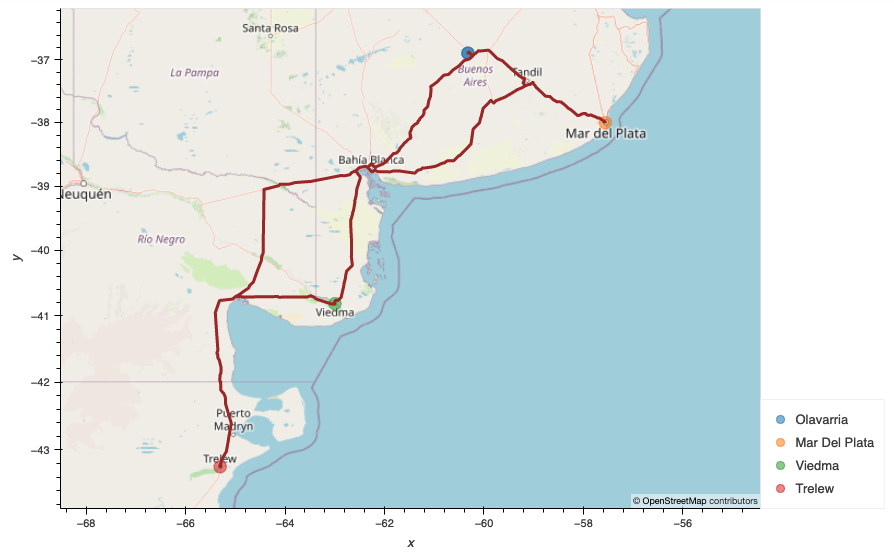 Santa Rosa
La Pampa
Buenos
Aires
Tandil
Mar del Plata
Bahía Blanca
Neuquén
Río Negro
Viedma
Puerto
Madryn
Trelew
© OpenStreetMap contributors
−37
−38
−39
−40
−41
−42
−43
y
−68
−66
−64
−62
−60
−58
−56
x
Olavarria
Mar Del Plata
Viedma
Trelew